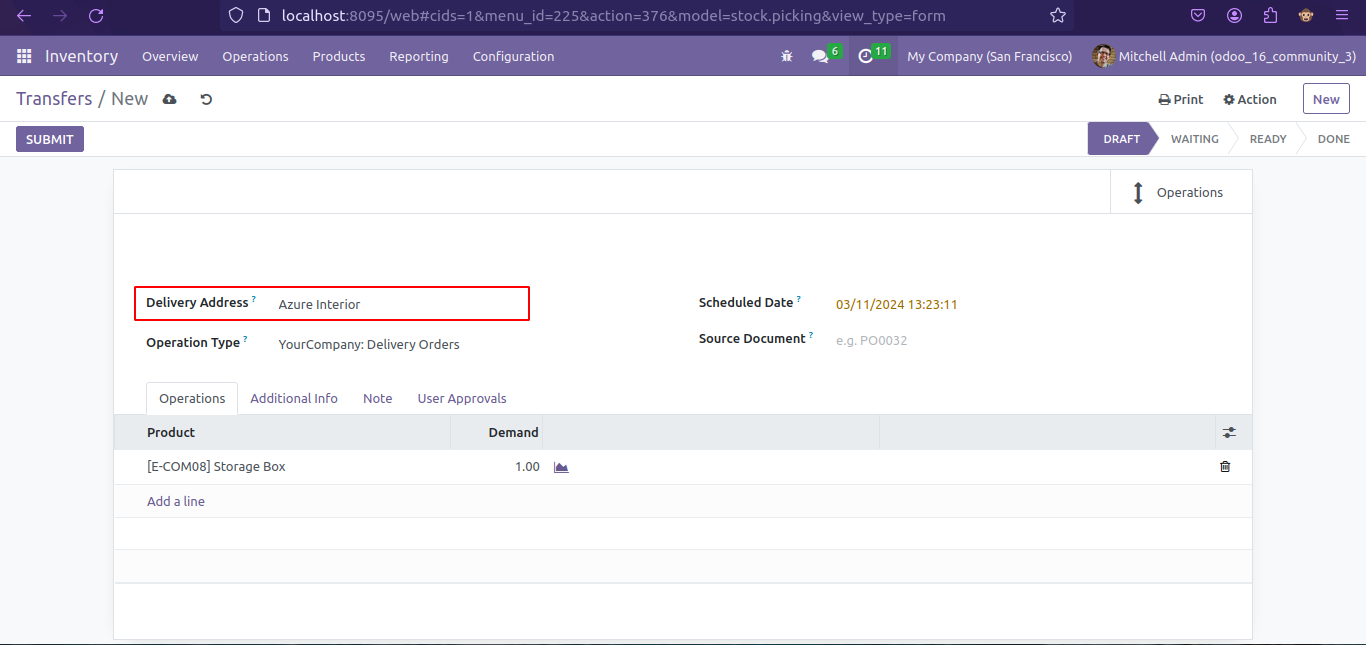 localhost:8095/web#cids=1&menu_id=225&action=376&model=stock.picking&view_type=form
Inventory Overview Operations Products Reporting Configuration 6 11 My Company (San Francisco) Mitchell Admin (odoo_16_community_3)
Transfers / New Print Action New
SUBMIT DRAFT WAITING READY DONE
Operations
Delivery Address ? Azure Interior Scheduled Date ? 03/11/2024 13:23:11
Operation Type ? YourCompany: Delivery Orders Source Document ? e.g. PO0032
Operations Additional Info Note User Approvals
Product Demand
[E-COM08] Storage Box 1.00
Add a line